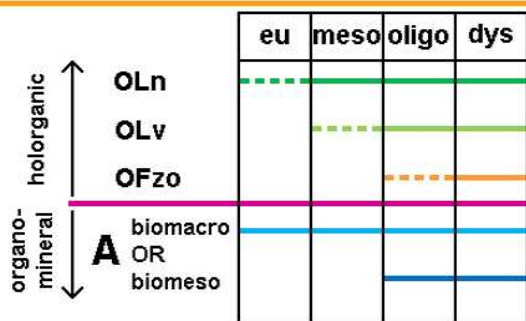 eu meso oligo dys
OLn
OLv
OFzo
holorganic
organo-
mineral
A
biomacro
OR
biomeso